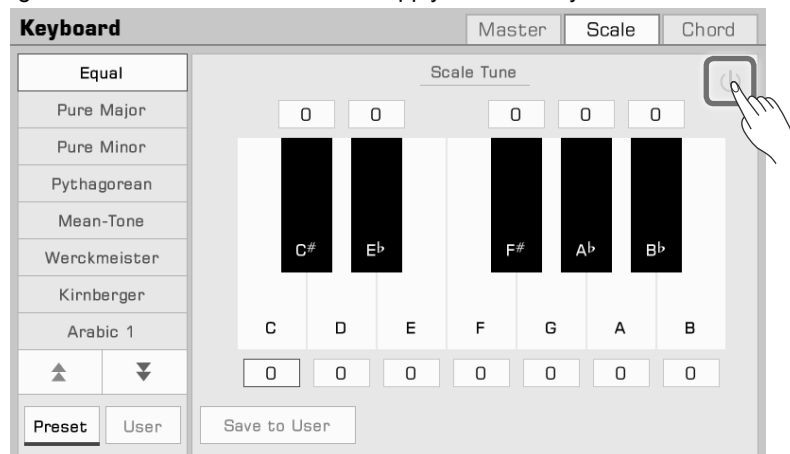 Keyboard Master Scale Chord
Equal
Pure Major
Pure Minor
Pythagorean
Mean-Tone
Werckmeister
Kirnberger
Arabic 1
Preset User
Scale Tune
0 0 0 0 0
C# E♭ F# A♭ B♭
C D E F G A B
0 0 0 0 0 0 0
Save to User